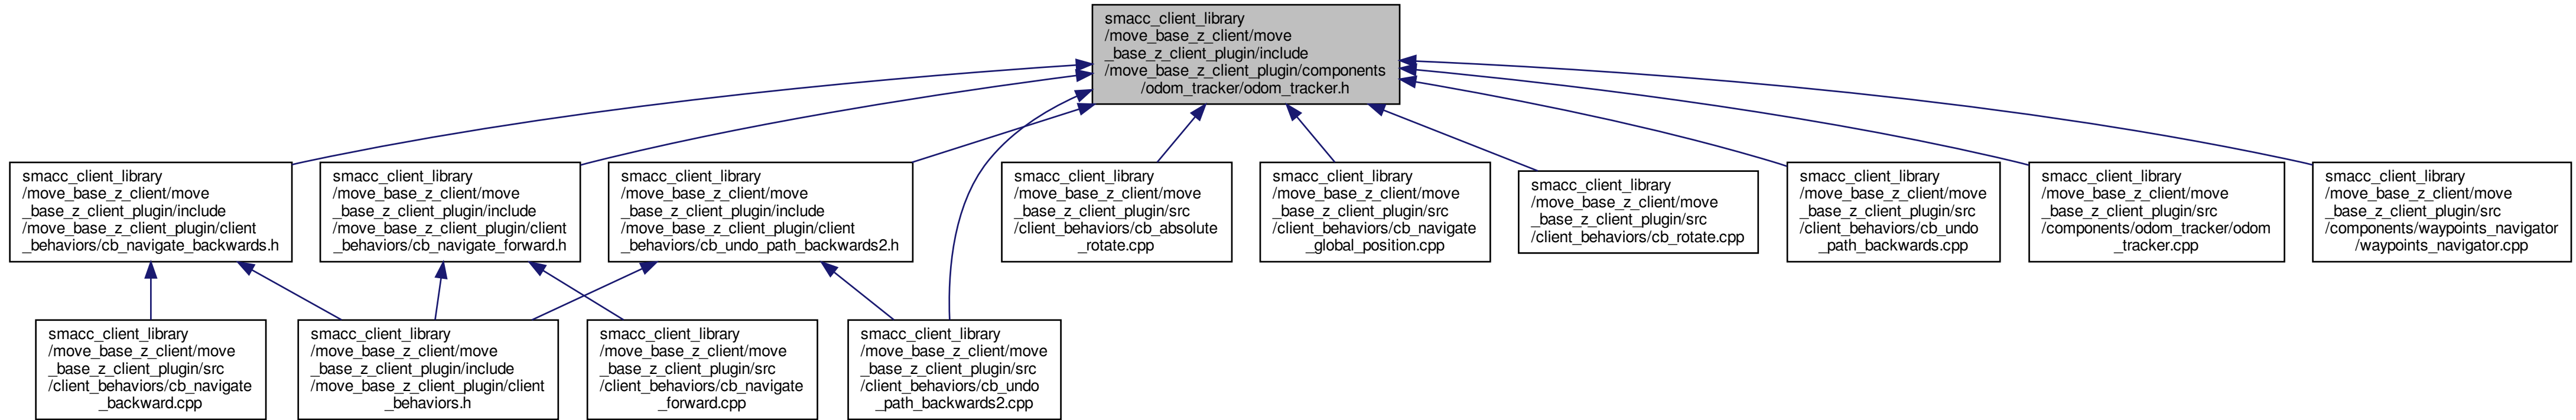 smacc_client_library
/move_base_z_client/move
_base_z_client_plugin/include
/move_base_z_client_plugin/components
/odom_tracker/odom_tracker.h
smacc_client_library
/move_base_z_client/move
_base_z_client_plugin/include
/move_base_z_client_plugin/client
_behaviors/cb_navigate_backwards.h
smacc_client_library
/move_base_z_client/move
_base_z_client_plugin/include
/move_base_z_client_plugin/client
_behaviors/cb_navigate_forward.h
smacc_client_library
/move_base_z_client/move
_base_z_client_plugin/include
/move_base_z_client_plugin/client
_behaviors/cb_undo_path_backwards2.h
smacc_client_library
/move_base_z_client/move
_base_z_client_plugin/src
/client_behaviors/cb_absolute
_rotate.cpp
smacc_client_library
/move_base_z_client/move
_base_z_client_plugin/src
/client_behaviors/cb_navigate
_global_position.cpp
smacc_client_library
/move_base_z_client/move
_base_z_client_plugin/src
/client_behaviors/cb_rotate.cpp
smacc_client_library
/move_base_z_client/move
_base_z_client_plugin/src
/client_behaviors/cb_undo
_path_backwards.cpp
smacc_client_library
/move_base_z_client/move
_base_z_client_plugin/src
/components/odom_tracker/odom
_tracker.cpp
smacc_client_library
/move_base_z_client/move
_base_z_client_plugin/src
/components/waypoints_navigator
/waypoints_navigator.cpp
smacc_client_library
/move_base_z_client/move
_base_z_client_plugin/src
/client_behaviors/cb_navigate
_backward.cpp
smacc_client_library
/move_base_z_client/move
_base_z_client_plugin/include
/move_base_z_client_plugin/client
_behaviors.h
smacc_client_library
/move_base_z_client/move
_base_z_client_plugin/src
/client_behaviors/cb_navigate
_forward.cpp
smacc_client_library
/move_base_z_client/move
_base_z_client_plugin/src
/client_behaviors/cb_undo
_path_backwards2.cpp